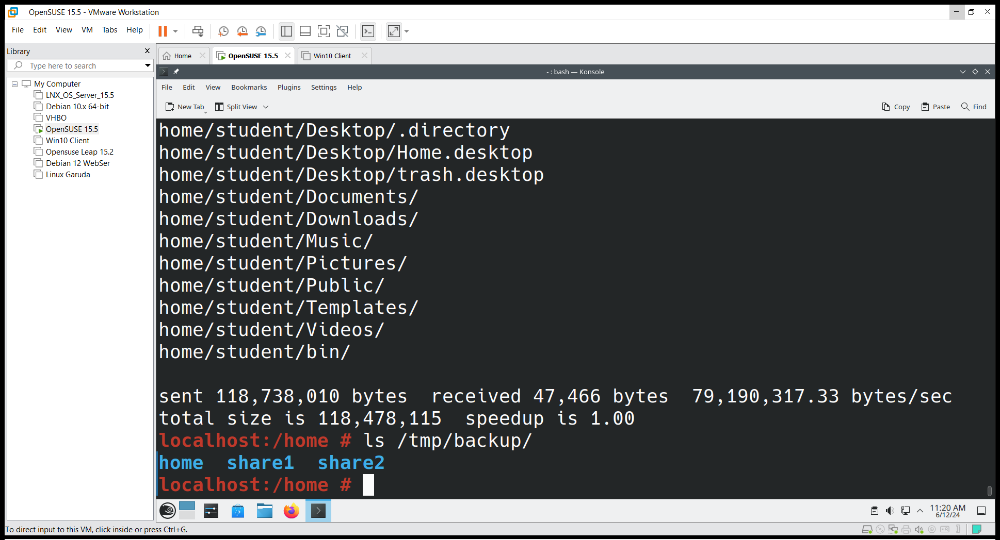 OpenSUSE 15.5 - VMware Workstation
File Edit View VM Tabs Help
Library
Type here to search
My Computer
LNX_OS_Server_15.5
Debian 10.x 64-bit
VHBO
OpenSUSE 15.5
Win10 Client
Opensuse Leap 15.2
Debian 12 WebSer
Linux Garuda
Home OpenSUSE 15.5 Win10 Client
- : bash — Konsole
File Edit View Bookmarks Plugins Settings Help
New Tab Split View Copy Paste Find
home/student/Desktop/.directory
home/student/Desktop/Home.desktop
home/student/Desktop/trash.desktop
home/student/Documents/
home/student/Downloads/
home/student/Music/
home/student/Pictures/
home/student/Public/
home/student/Templates/
home/student/Videos/
home/student/bin/
sent 118,738,010 bytes  received 47,466 bytes  79,190,317.33 bytes/sec
total size is 118,478,115  speedup is 1.00
localhost:/home # ls /tmp/backup/
home  share1  share2
localhost:/home #
11:20 AM
6/12/24
To direct input to this VM, click inside or press Ctrl+G.